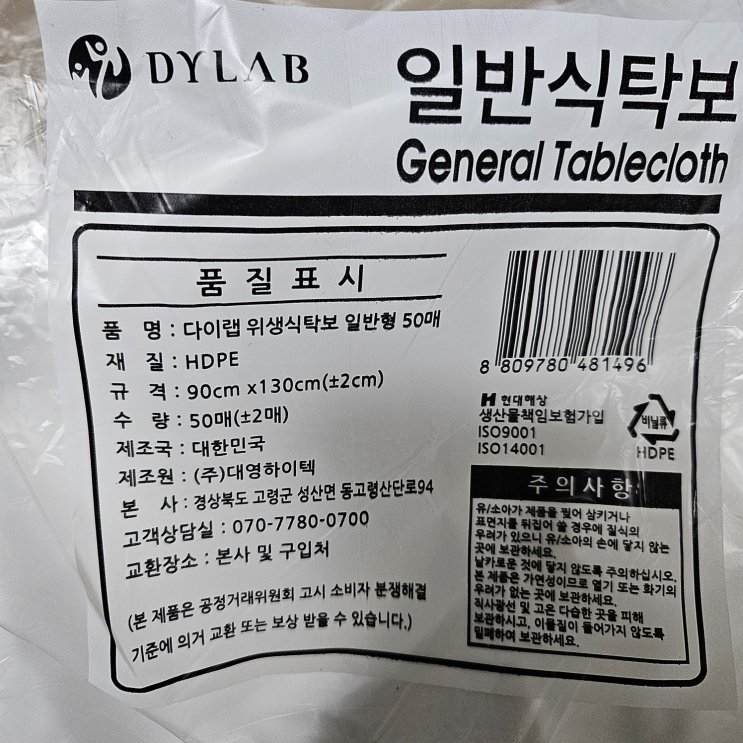 DYLAB
일반식탁보
General Tablecloth
품 질 표 시
품 명 : 다이랩 위생식탁보 일반형 50매
재 질 : HDPE
규 격 : 90cm x130cm(±2cm)
수 량 : 50매(±2매)
제조국 : 대한민국
제조원 : (주)대영하이텍
본 사 : 경상북도 고령군 성산면 동고령산단로94
고객상담실 : 070-7780-0700
교환장소 : 본사 및 구입처
(본 제품은 공정거래위원회 고시 소비자 분쟁해결
기준에 의거 교환 또는 보상 받을 수 있습니다.)
8 809780 481496
H 현대해상
생산물책임보험가입
ISO9001
ISO14001
비닐류
HDPE
주의사항
유/소아가 제품을 찢어 삼키거나
표면지를 뒤집어 쓸 경우에 질식의
우려가 있으니 유/소아의 손에 닿지 않는
곳에 보관하세요.
날카로운 것에 닿지 않도록 주의하십시오.
본 제품은 가연성이므로 열기 또는 화기의
우려가 없는 곳에 보관하세요.
직사광선 및 고온 다습한 곳을 피해
보관하시고, 이물질이 들어가지 않도록
밀폐하여 보관하세요.